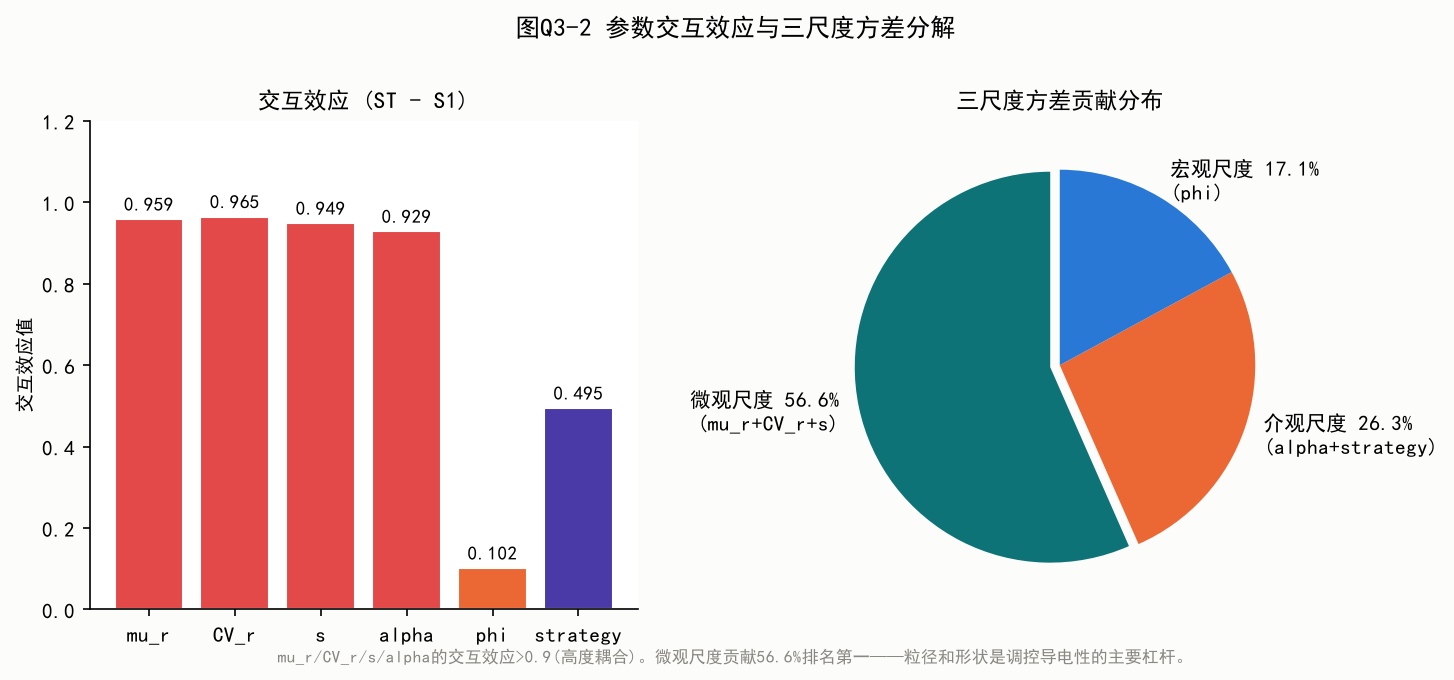 图Q3-2 参数交互效应与三尺度方差分解
交互效应 (ST - S1)
交互效应值
1.2
1.0
0.8
0.6
0.4
0.2
0.0
0.959
0.965
0.949
0.929
0.102
0.495
mu_r
CV_r
s
alpha
phi
strategy
三尺度方差贡献分布
宏观尺度 17.1%
(phi)
微观尺度 56.6%
(mu_r+CV_r+s)
介观尺度 26.3%
(alpha+strategy)
mu_r/CV_r/s/alpha的交互效应>0.9(高度耦合)。微观尺度贡献56.6%排名第一——粒径和形状是调控导电性的主要杠杆。